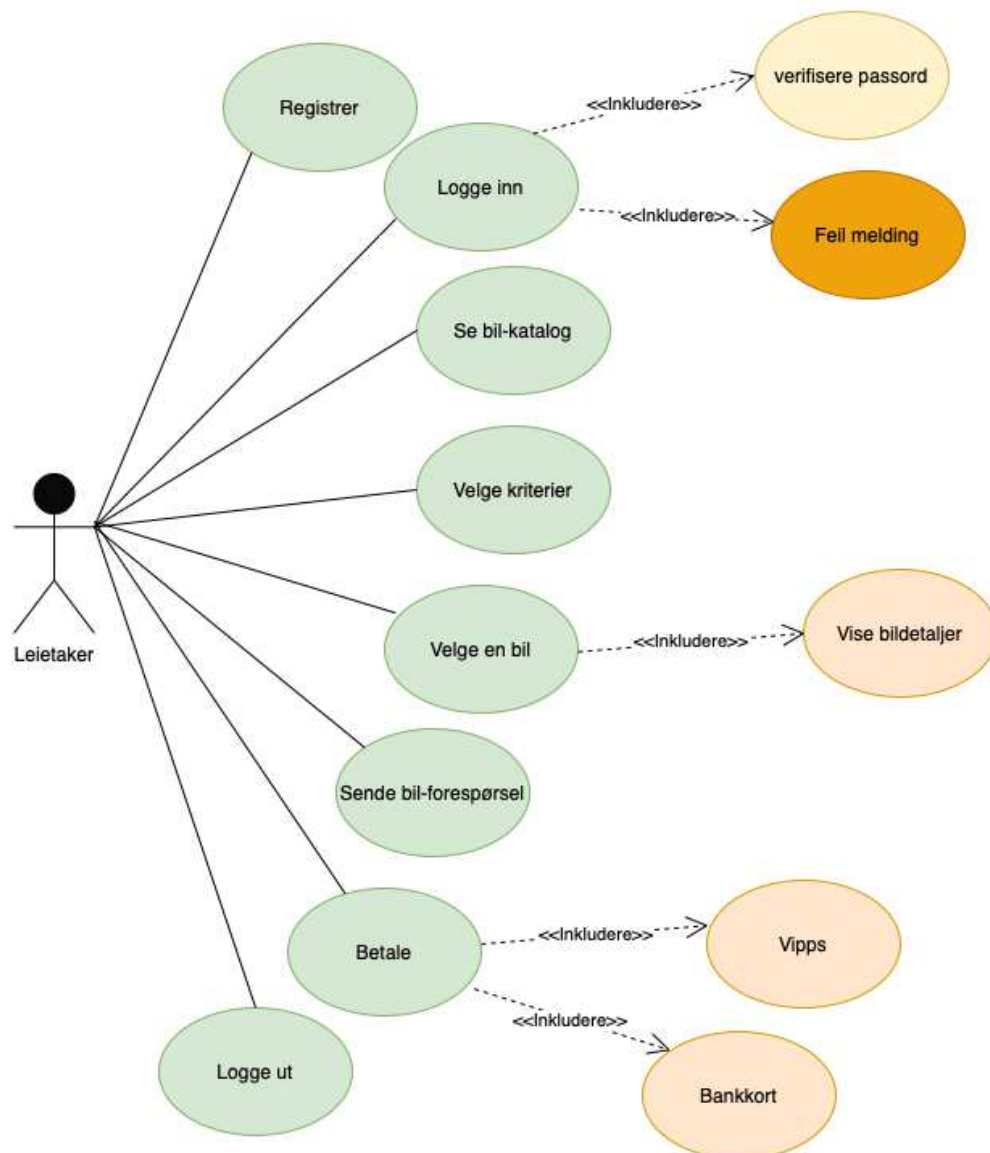 Registrer
verifisere passord
<<Inkludere>>
Logge inn
<<Inkludere>>
Feil melding
Se bil-katalog
Velge kriterier
Leietaker
Velge en bil
<<Inkludere>>
Vise bildetaljer
Sende bil-forespørsel
Betale
<<Inkludere>>
Vipps
<<Inkludere>>
Bankkort
Logge ut